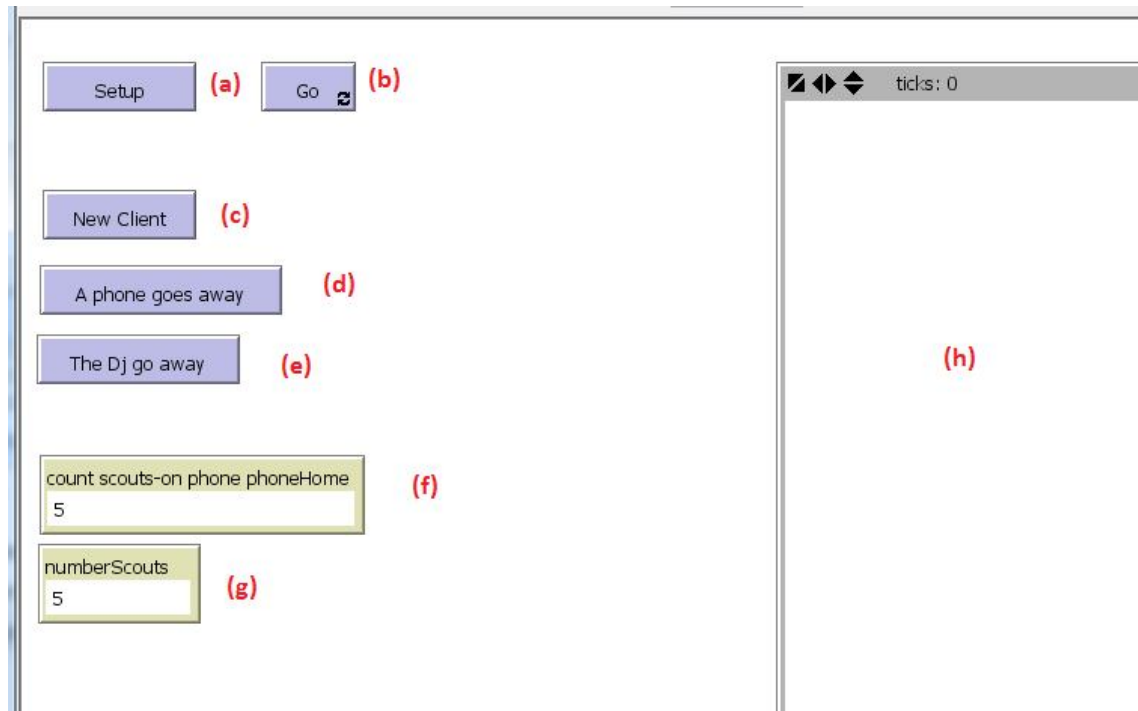 Setup (a) Go (b)
ticks: 0
New Client (c)
A phone goes away (d)
The Dj go away (e)
(h)
count scouts-on phone phoneHome
5
(f)
numberScouts
5
(g)